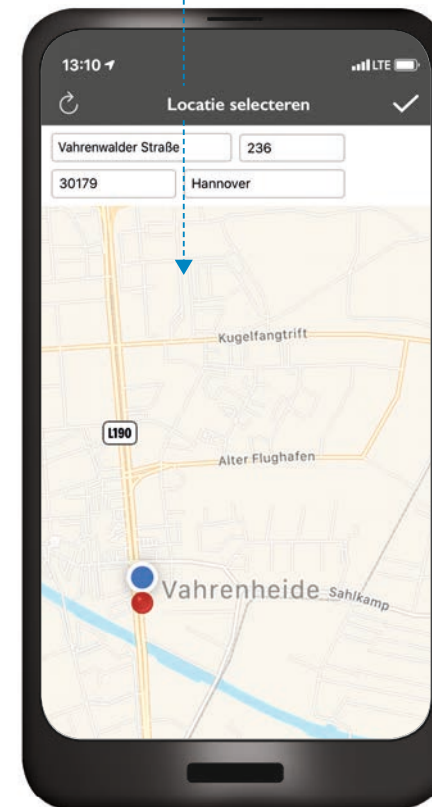 13:10 LTE
Locatie selecteren
Vahrenwalder Straße 236
30179 Hannover
Kugelfangtrift
L190
Alter Flughafen
Vahrenheide Sahlkamp